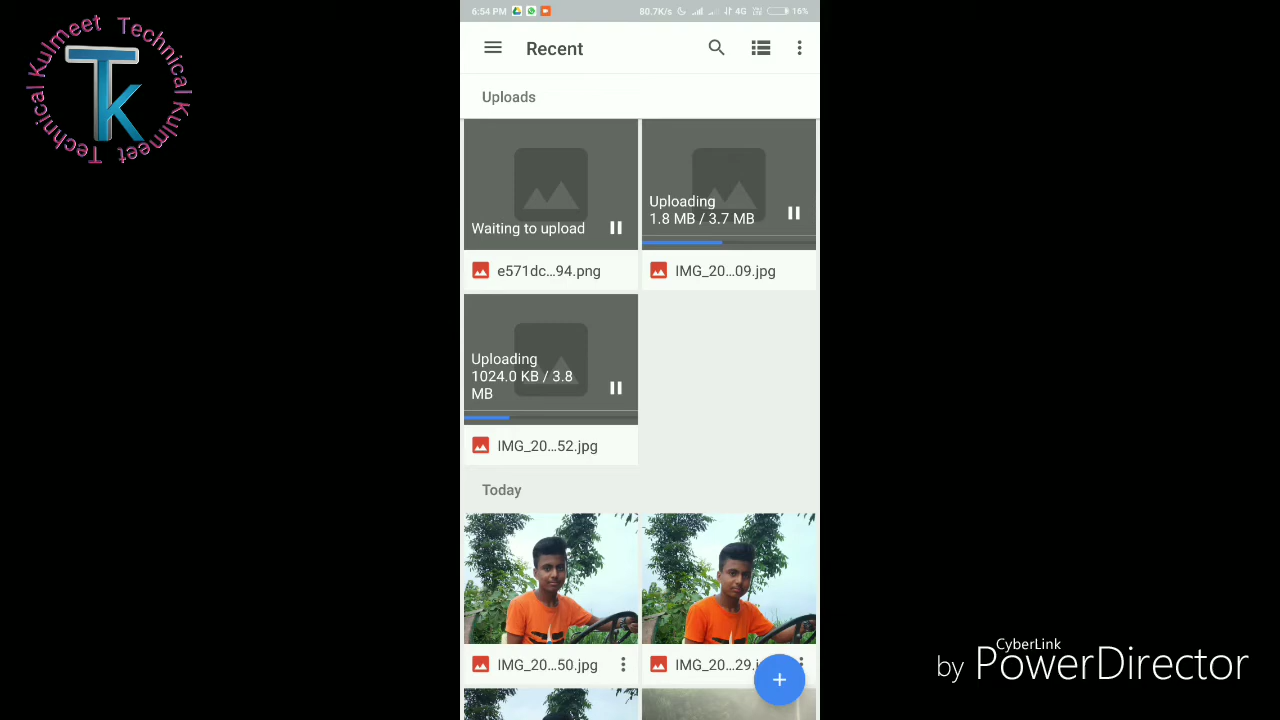 Technical Kulmeet Technical Kulmeet
Tk
6:54 PM
80.7K/s
4G
16%
Recent
Uploads
Waiting to upload
Uploading
1.8 MB / 3.7 MB
e571dc...94.png
IMG_20...09.jpg
Uploading
1024.0 KB / 3.8
MB
IMG_20...52.jpg
Today
IMG_20...50.jpg
IMG_20...29.j
+
CyberLink
by PowerDirector